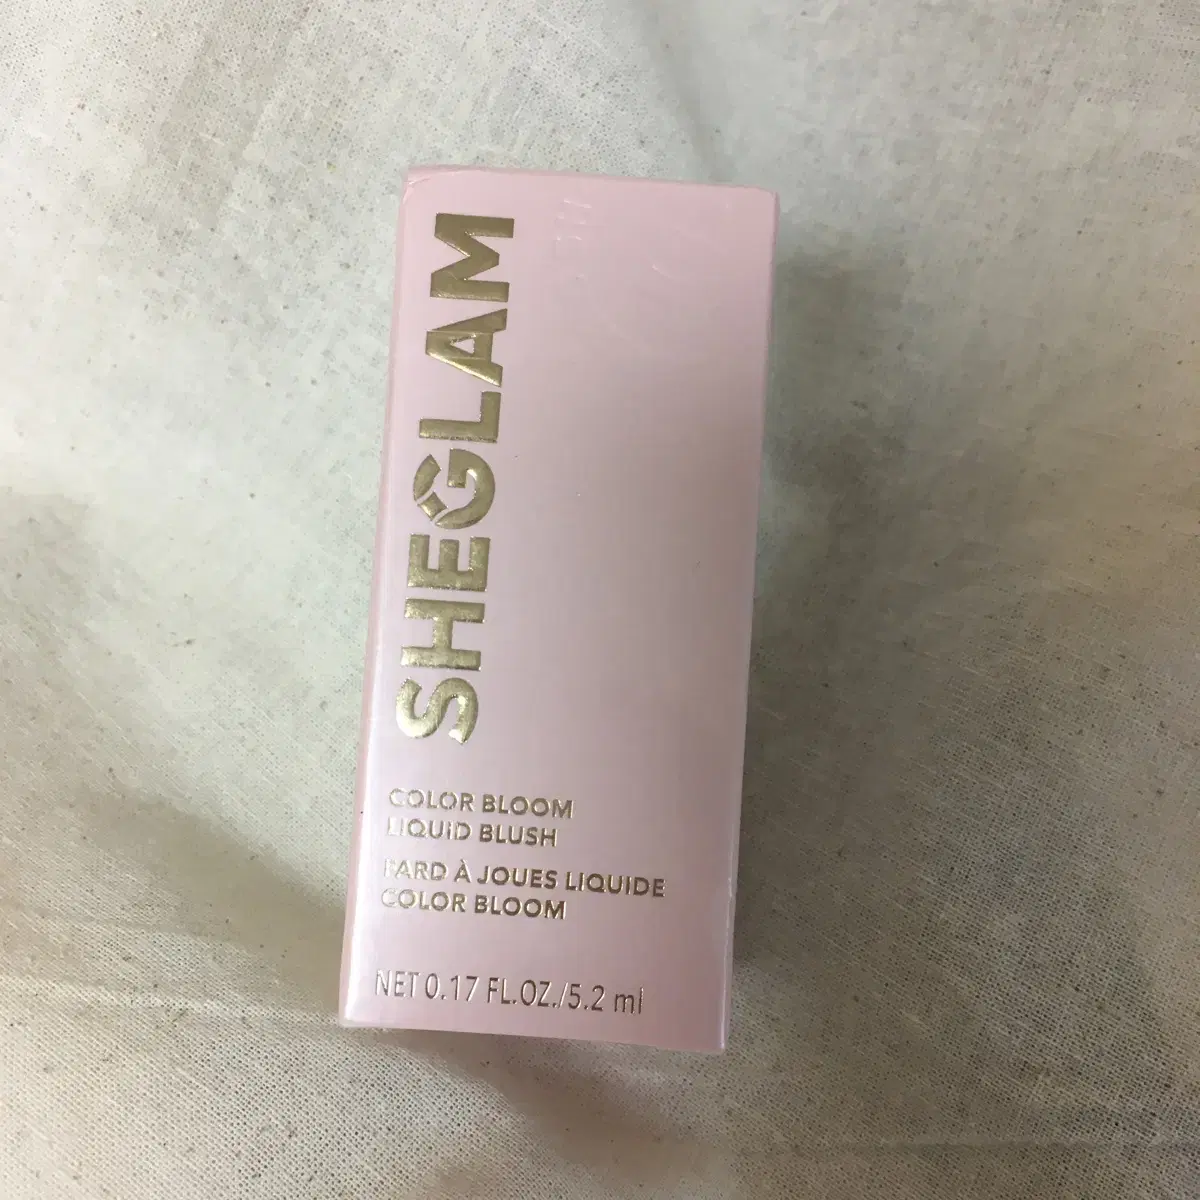 SHEGLAM
COLOR BLOOM
LIQUID BLUSH
FARD À JOUES LIQUIDE
COLOR BLOOM
NET 0.17 FL.OZ./5.2 ml